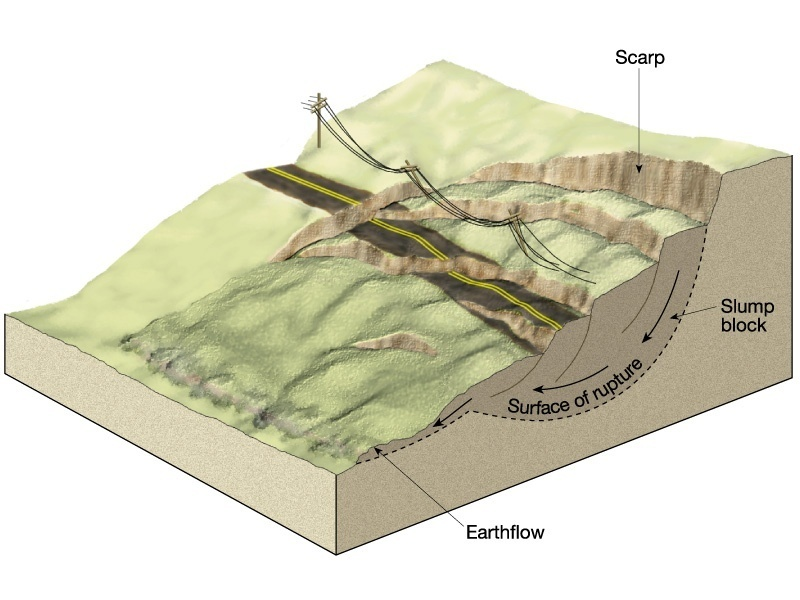 Scarp
Slump
block
Surface of rupture
Earthflow